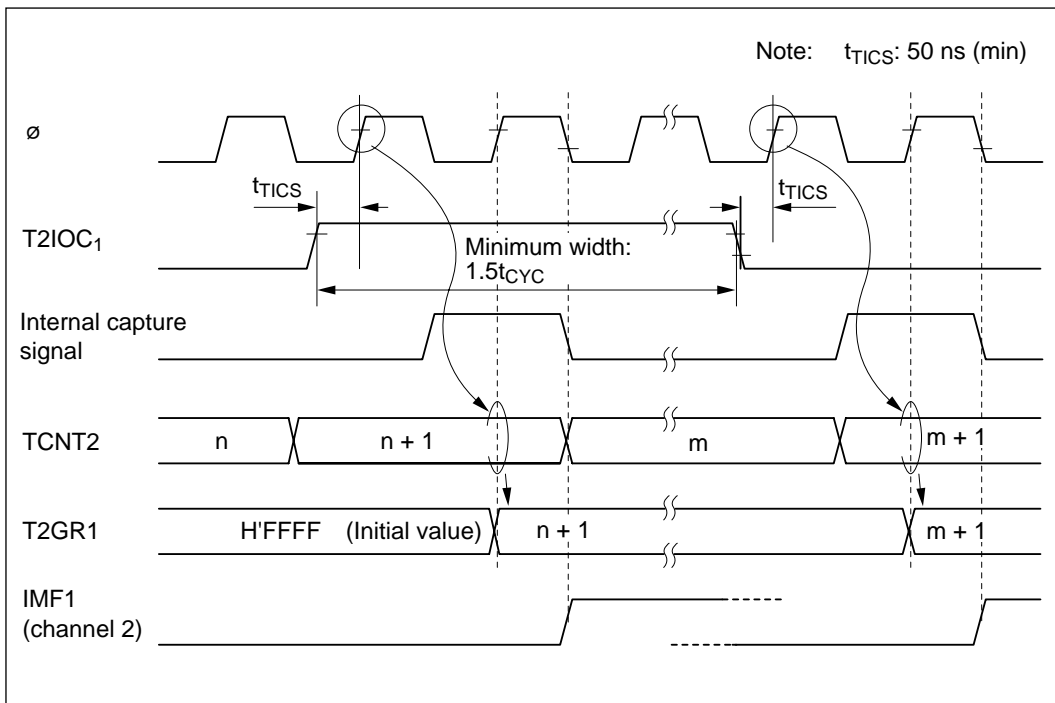 Note: tTICS: 50 ns (min)
ø
tTICS
tTICS
T2IOC1
Minimum width:
1.5tCYC
Internal capture
signal
TCNT2
n
n + 1
m
m + 1
T2GR1
H'FFFF (Initial value)
n + 1
m + 1
IMF1
(channel 2)